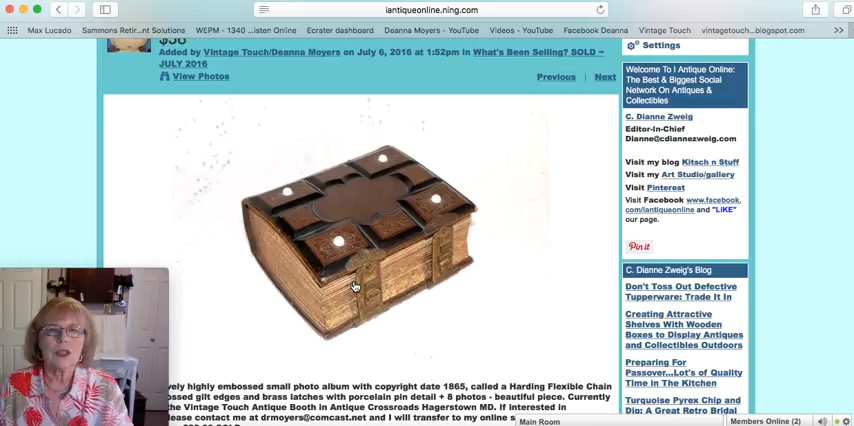 iantiqueonline.ning.com
Max Lucado Sammons Retir...nt Solutions WEPM - 1340 ...isten Online Ecrater dashboard Deanna Moyers - YouTube Videos - YouTube Facebook Deanna Vintage Touch vintagetouch...blogspot.com
$38
Added by Vintage Touch/Deanna Moyers on July 6, 2016 at 1:52pm in What's Been Selling? SOLD ~
JULY 2016
View Photos
Previous | Next
vely highly embossed small photo album with copyright date 1865, called a Harding Flexible Chain
ossed gilt edges and brass latches with porcelain pin detail + 8 photos - beautiful piece. Currently
the Vintage Touch Antique Booth in Antique Crossroads Hagerstown MD. If interested in
lease contact me at drmoyers@comcast.net and I will transfer to my online s
Settings
Welcome To I Antique Online:
The Best & Biggest Social
Network On Antiques &
Collectibles
C. Dianne Zweig
Editor-In-Chief
Dianne@cdiannezweig.com
Visit my blog Kitsch n Stuff
Visit my Art Studio/gallery
Visit Pinterest
Visit Facebook www.facebook.
com/iantiqueonline and "LIKE"
our page.
Pin it
C. Dianne Zweig's Blog
Don't Toss Out Defective
Tupperware: Trade It In
Creating Attractive
Shelves With Wooden
Boxes to Display Antiques
and Collectibles Outdoors
Preparing For
Passover...Lot's of Quality
Time in The Kitchen
Turquoise Pyrex Chip and
Dip: A Great Retro Bridal
Main Room
Members Online (2)